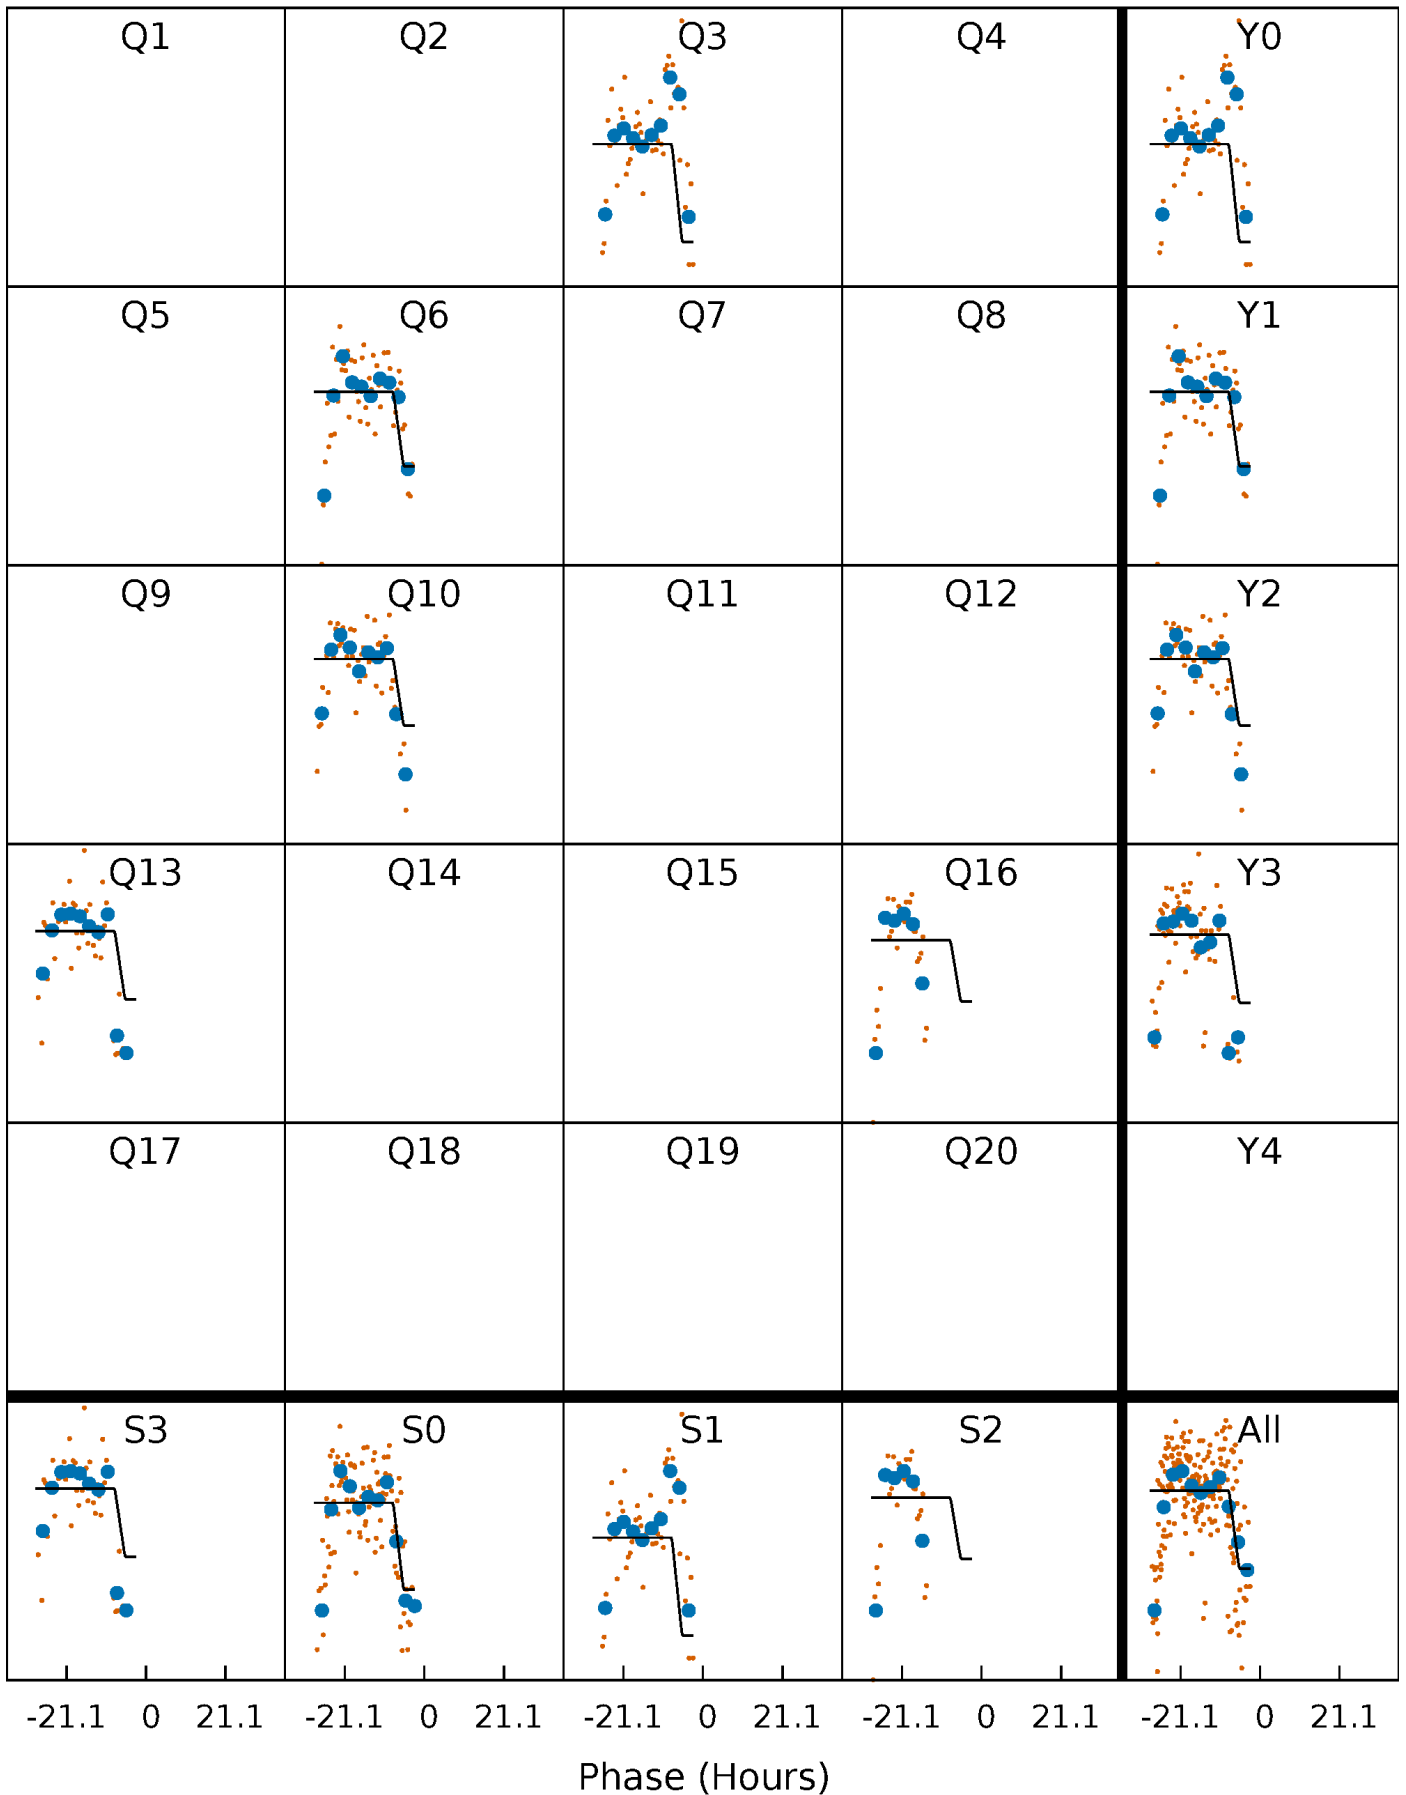 Q1 Q2 Q3 Q4 Y0
Q5 Q6 Q7 Q8 Y1
Q9 Q10 Q11 Q12 Y2
Q13 Q14 Q15 Q16 Y3
Q17 Q18 Q19 Q20 Y4
S3 S0 S1 S2 All
-21.1 0 21.1 -21.1 0 21.1 -21.1 0 21.1 -21.1 0 21.1 -21.1 0 21.1
Phase (Hours)